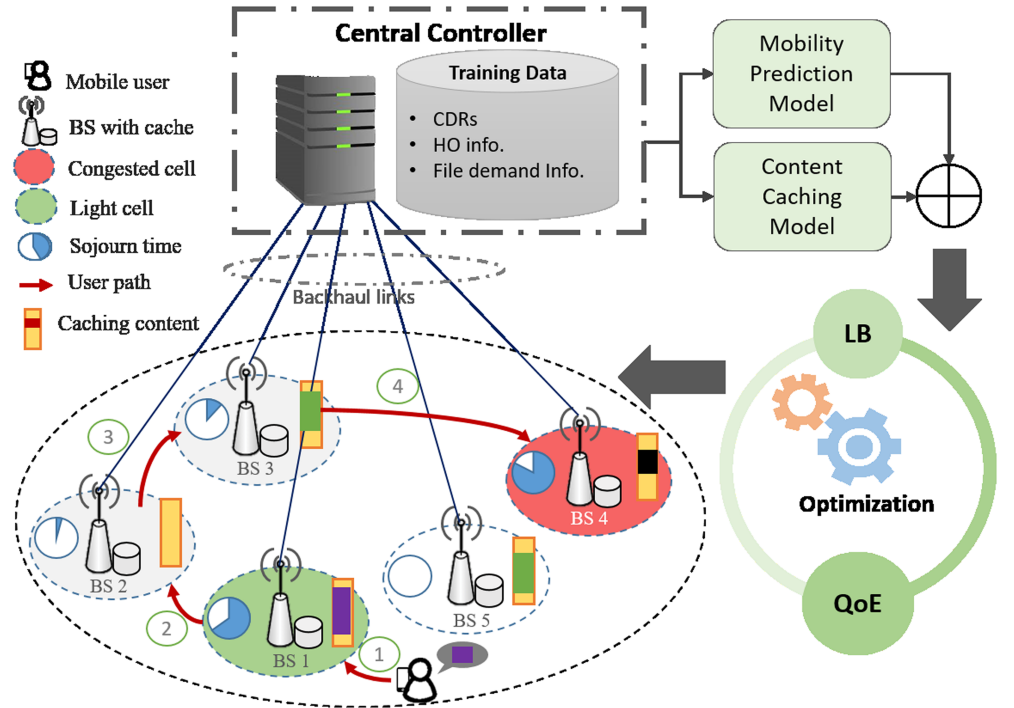 Central Controller
Training Data
• CDRs
• HO info.
• File demand Info.
Mobility
Prediction
Model
Content
Caching
Model
Mobile user
BS with cache
Congested cell
Light cell
Sojourn time
User path
Caching content
Backhaul links
LB
Optimization
QoE
4
3
BS 3
BS 4
BS 2
BS 5
2
BS 1
1